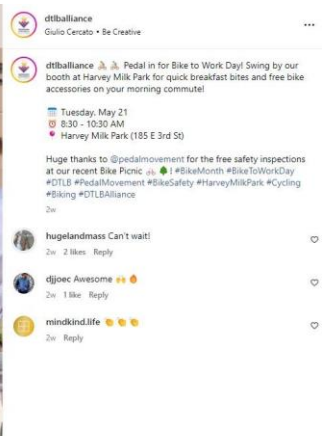 dtlballiance
Giulio Cercato • Be Creative
dtlballiance 🚴 🚴 Pedal in for Bike to Work Day! Swing by our
booth at Harvey Milk Park for quick breakfast bites and free bike
accessories on your morning commute!
🗓️ Tuesday, May 21
⏰ 8:30 - 10:30 AM
📍 Harvey Milk Park (185 E 3rd St)
Huge thanks to @pedalmovement for the free safety inspections
at our recent Bike Picnic 🚲 🌲! #BikeMonth #BikeToWorkDay
#DTLB #PedalMovement #BikeSafety #HarveyMilkPark #Cycling
#Biking #DTLBAlliance
2w
hugelandmass Can't wait!
2w 2 likes Reply
djjoec Awesome 🙌 🔥
2w 1 like Reply
mindkind.life 👏 👏 👏
2w Reply